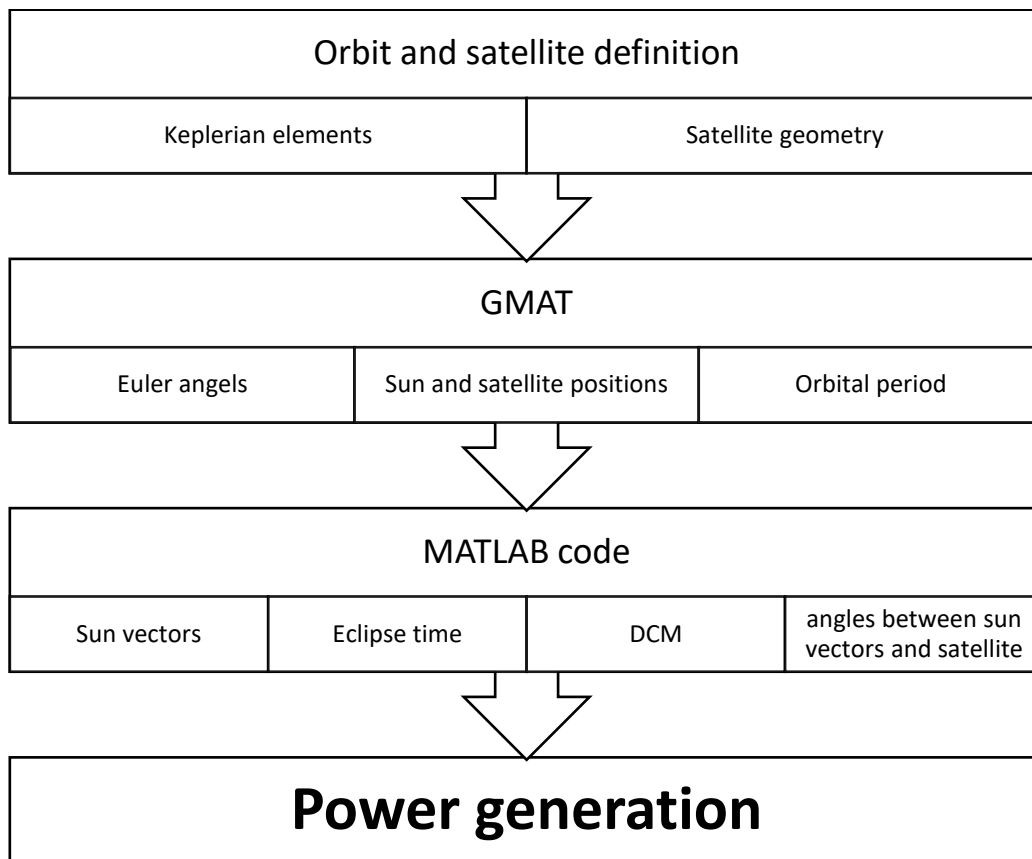 Orbit and satellite definition
Keplerian elements
Satellite geometry
GMAT
Euler angels
Sun and satellite positions
Orbital period
MATLAB code
Sun vectors
Eclipse time
DCM
angles between sun
vectors and satellite
Power generation